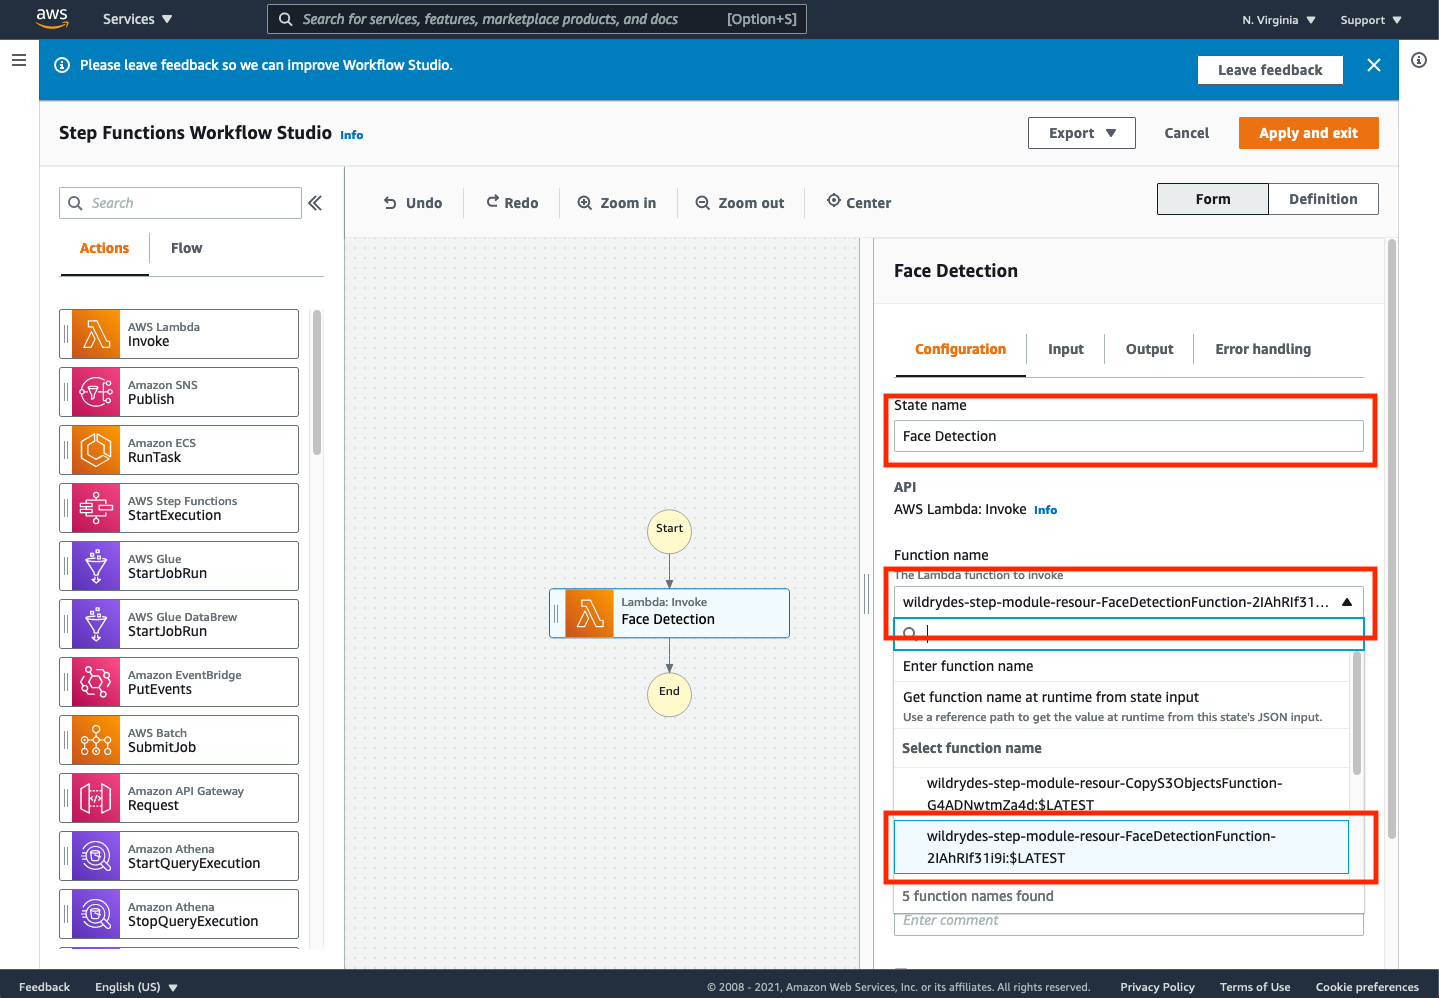 aws
Services
Search for services, features, marketplace products, and docs
[Option+S]
N. Virginia
Support
Please leave feedback so we can improve Workflow Studio.
Leave feedback
Step Functions Workflow Studio Info
Export
Cancel
Apply and exit
Search
Undo
Redo
Zoom in
Zoom out
Center
Form
Definition
Actions
Flow
AWS Lambda
Invoke
Amazon SNS
Publish
Amazon ECS
RunTask
AWS Step Functions
StartExecution
AWS Glue
StartJobRun
AWS Glue DataBrew
StartJobRun
Amazon EventBridge
PutEvents
AWS Batch
SubmitJob
Amazon API Gateway
Request
Amazon Athena
StartQueryExecution
Amazon Athena
StopQueryExecution
Start
Lambda: Invoke
Face Detection
End
Face Detection
Configuration
Input
Output
Error handling
State name
Face Detection
API
AWS Lambda: Invoke Info
Function name
The Lambda function to invoke
wildrydes-step-module-resour-FaceDetectionFunction-2IAhRIf31...
Enter function name
Get function name at runtime from state input
Use a reference path to get the value at runtime from this state's JSON input.
Select function name
wildrydes-step-module-resour-CopyS3ObjectsFunction-
G4ADNwtmZa4d:$LATEST
wildrydes-step-module-resour-FaceDetectionFunction-
2IAhRIf31i9i:$LATEST
5 function names found
Enter comment
Feedback
English (US)
© 2008 - 2021, Amazon Web Services, Inc. or its affiliates. All rights reserved.
Privacy Policy
Terms of Use
Cookie preferences